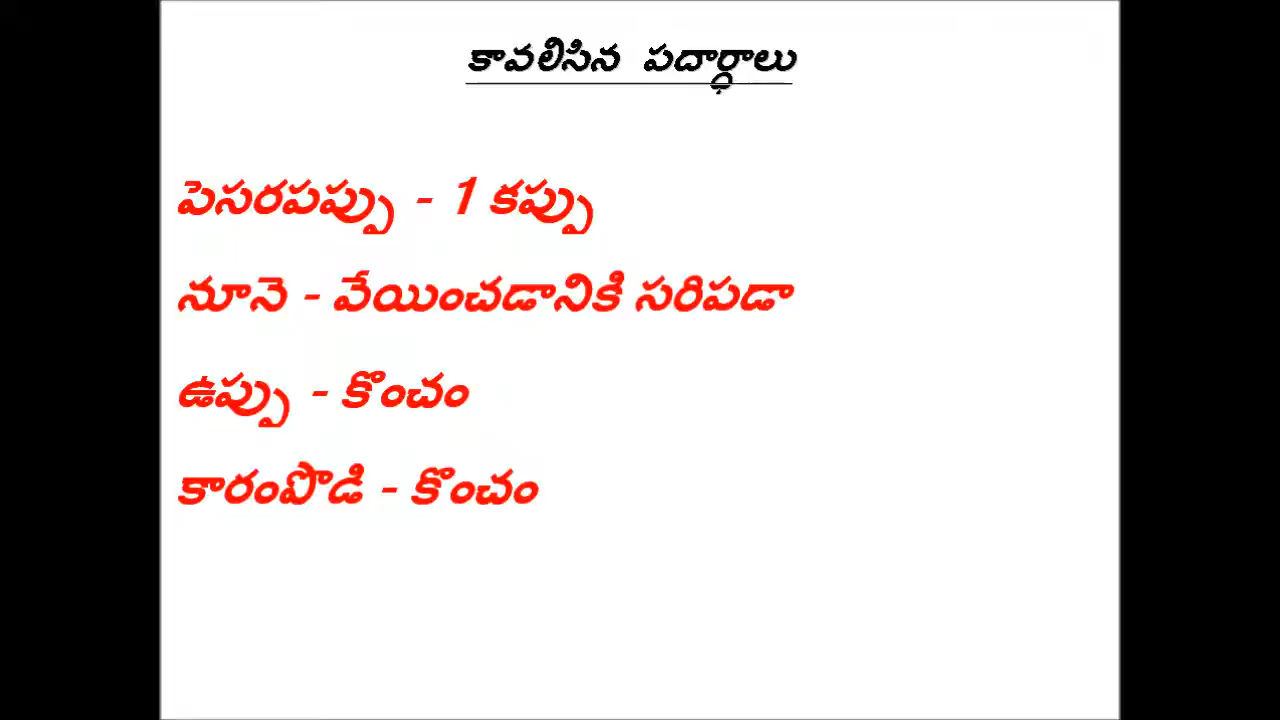 కావలిసిన పదార్ధాలు
పెసరపప్పు - 1 కప్పు
నూనె - వేయించడానికి సరిపడా
ఉప్పు - కొంచం
కారంపొడి - కొంచం